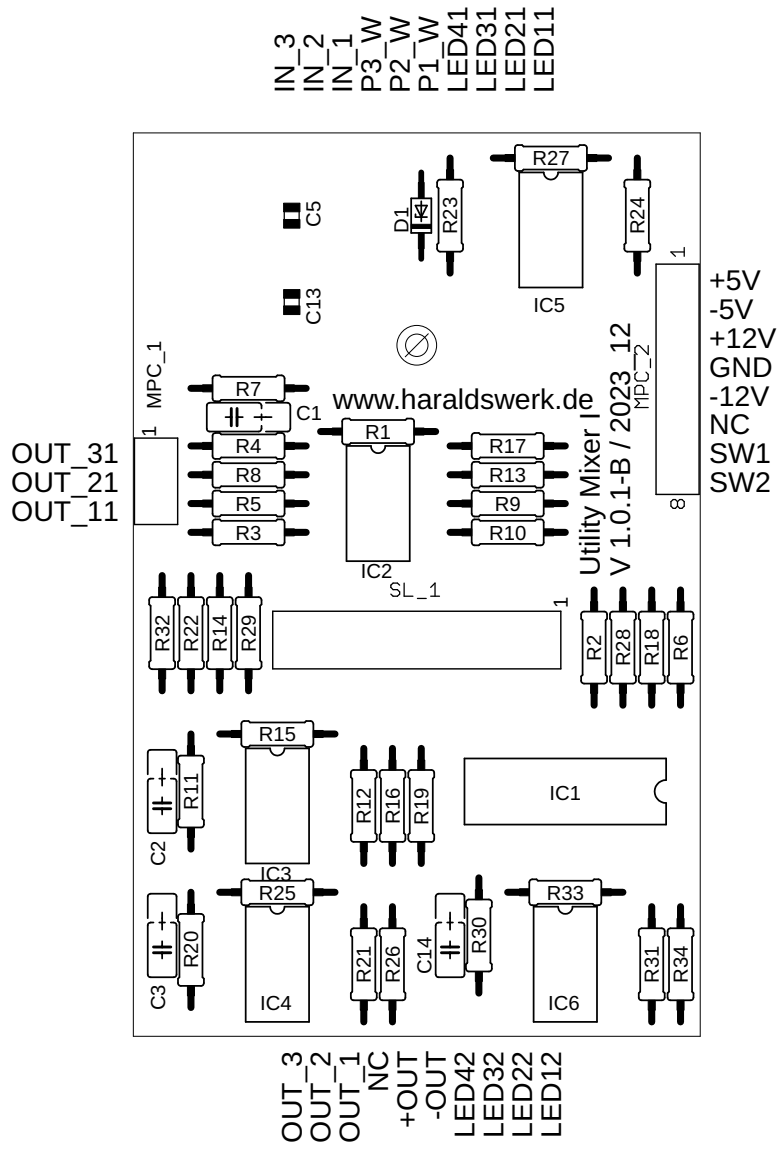 IN_3
IN_2
IN_1
P3_W
P2_W
P1_W
LED41
LED31
LED21
LED11
R27
C5
D1
R23
R24
IC5
C13
1
+5V
-5V
+12V
GND
-12V
NC
SW1
SW2
MPC_2
8
MPC_1
1
OUT_31
OUT_21
OUT_11
R7
C1
R4
R8
R5
R3
www.haraldswerk.de
R1
IC2
R17
R13
R9
R10
Utility Mixer I
V 1.0.1-B / 2023_12
SL_1
1
R32
R22
R14
R29
R2
R28
R18
R6
R15
R11
C2
IC3
R12
R16
R19
IC1
R25
R20
C3
IC4
R21
R26
C14
R30
R33
IC6
R31
R34
OUT_3
OUT_2
OUT_1
NC
+OUT
-OUT
LED42
LED32
LED22
LED12